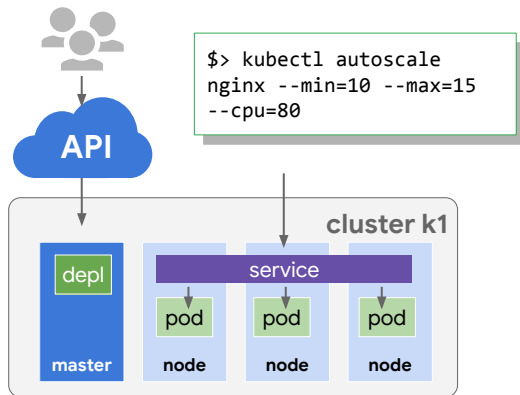 $> kubectl autoscale
nginx --min=10 --max=15
--cpu=80
API
cluster k1
depl
service
pod
pod
pod
master
node
node
node